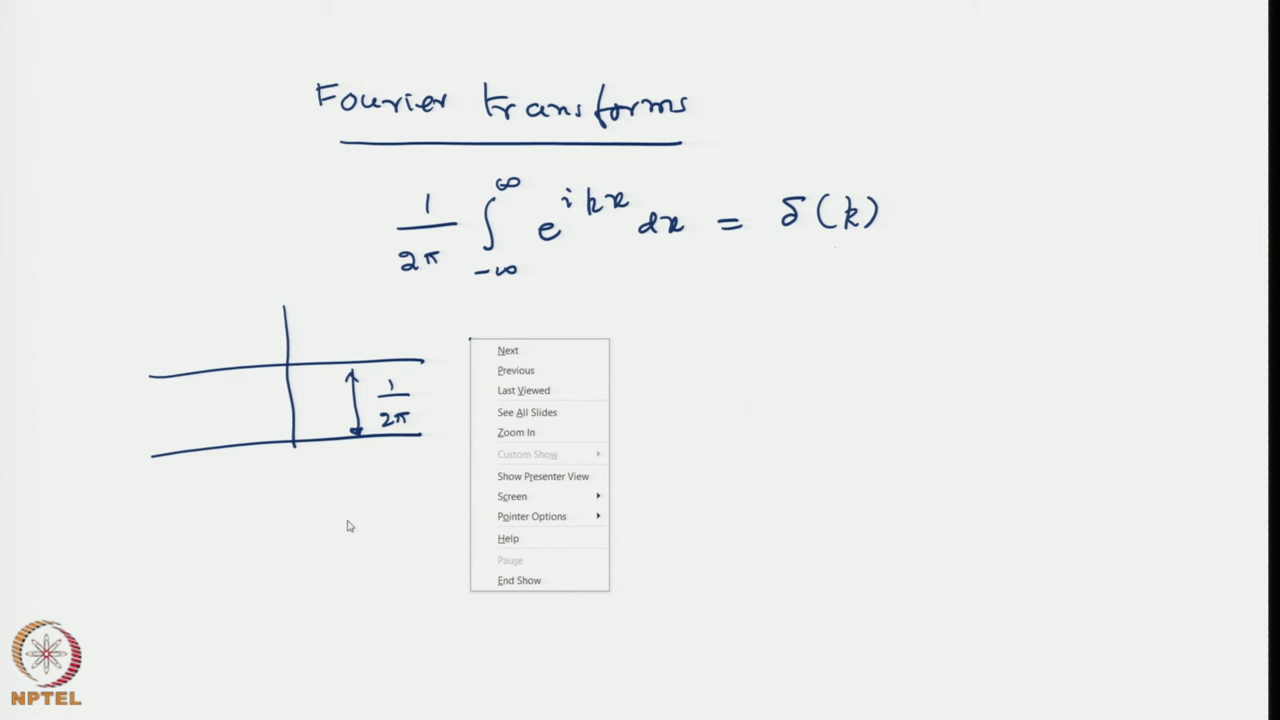 Fourier transforms
1/2π ∫_{-∞}^{∞} e^{ikx} dx = δ(k)
1/2π
Next
Previous
Last Viewed
See All Slides
Zoom In
Custom Show
Show Presenter View
Screen
Pointer Options
Help
Pause
End Show
NPTEL